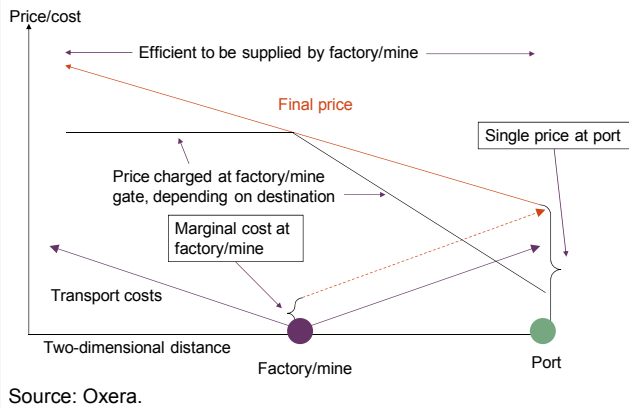 Price/cost
Efficient to be supplied by factory/mine
Final price
Single price at port
Price charged at factory/mine
gate, depending on destination
Marginal cost at
factory/mine
Transport costs
Two-dimensional distance
Factory/mine
Port
Source: Oxera.